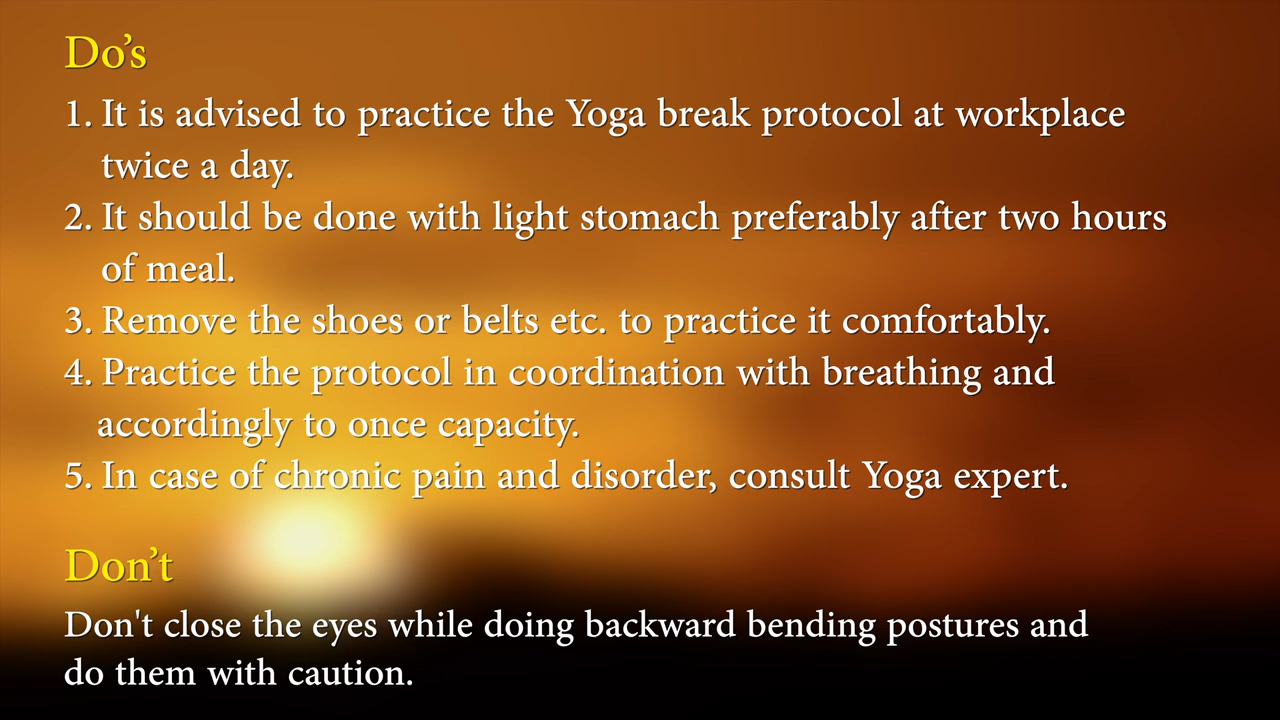 Do’s
1. It is advised to practice the Yoga break protocol at workplace
twice a day.
2. It should be done with light stomach preferably after two hours
of meal.
3. Remove the shoes or belts etc. to practice it comfortably.
4. Practice the protocol in coordination with breathing and
accordingly to once capacity.
5. In case of chronic pain and disorder, consult Yoga expert.
Don’t
Don't close the eyes while doing backward bending postures and
do them with caution.